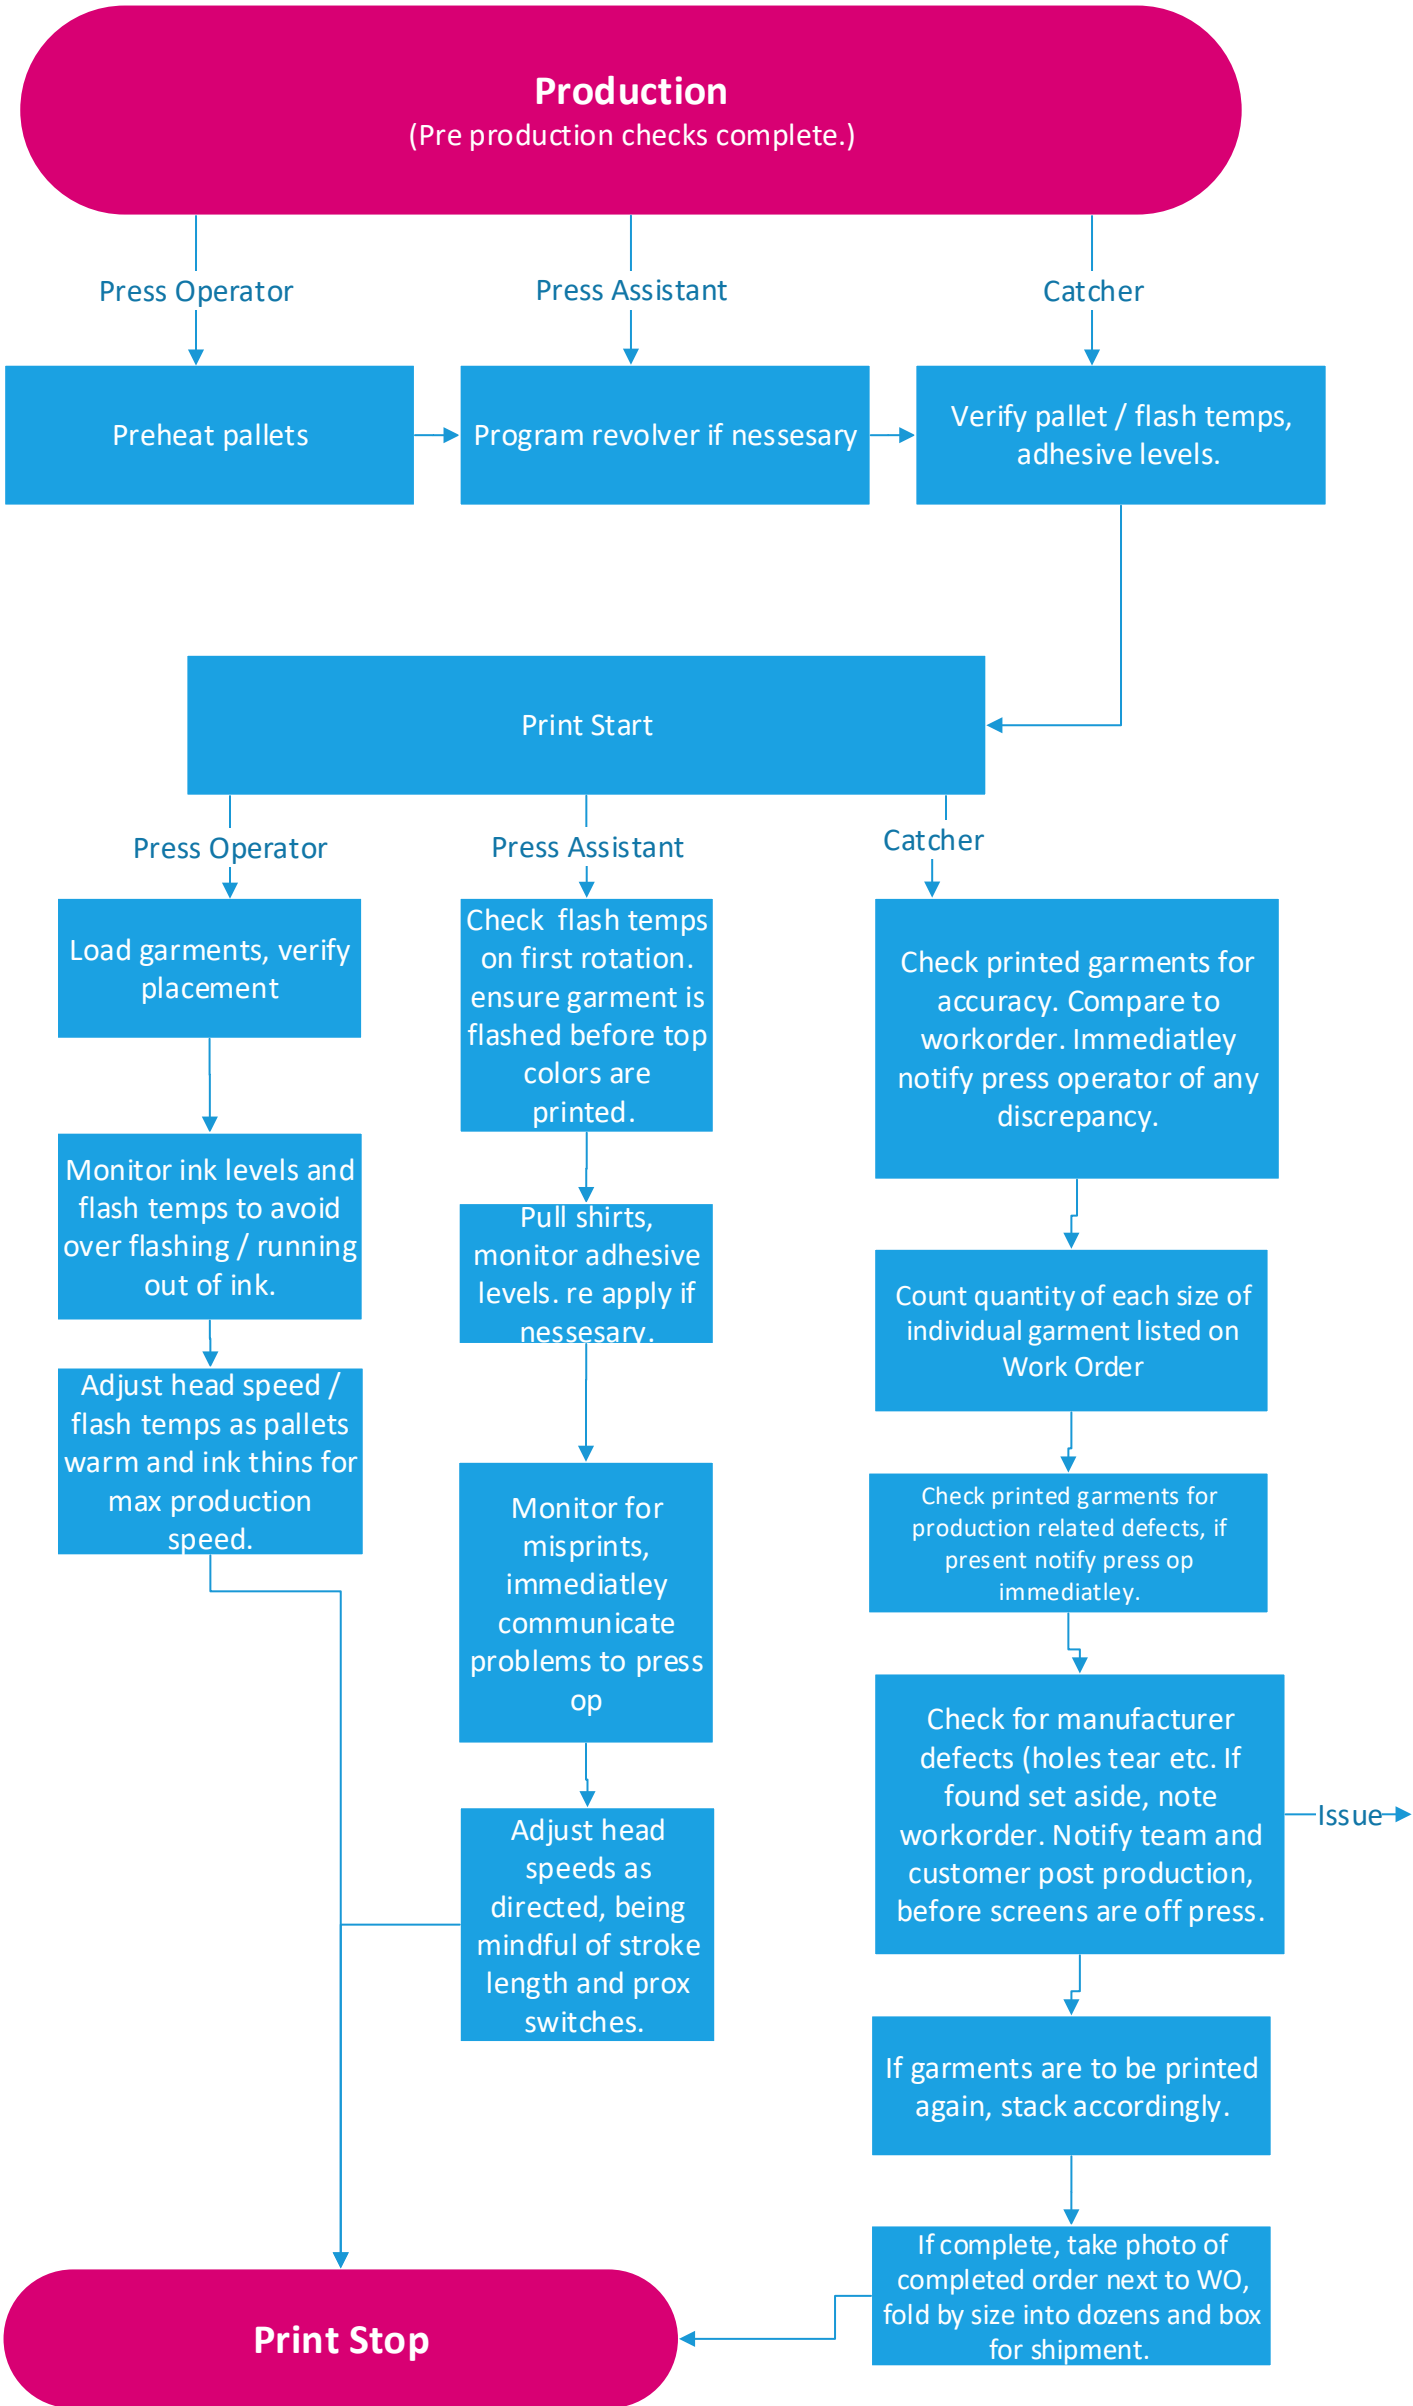 Production
(Pre production checks complete.)
Press Operator
Press Assistant
Catcher
Preheat pallets
Program revolver if nessesary
Verify pallet / flash temps,
adhesive levels.
Print Start
Press Operator
Press Assistant
Catcher
Load garments, verify
placement
Monitor ink levels and
flash temps to avoid
over flashing / running
out of ink.
Adjust head speed /
flash temps as pallets
warm and ink thins for
max production
speed.
Check flash temps
on first rotation.
ensure garment is
flashed before top
colors are
printed.
Pull shirts,
monitor adhesive
levels. re apply if
nessesary.
Monitor for
misprints,
immediatley
communicate
problems to press
op
Adjust head
speeds as
directed, being
mindful of stroke
length and prox
switches.
Check printed garments for
accuracy. Compare to
workorder. Immediatley
notify press operator of any
discrepancy.
Count quantity of each size of
individual garment listed on
Work Order
Check printed garments for
production related defects, if
present notify press op
immediatley.
Check for manufacturer
defects (holes tear etc. If
found set aside, note
workorder. Notify team and
customer post production,
before screens are off press.
Issue
If garments are to be printed
again, stack accordingly.
If complete, take photo of
completed order next to WO,
fold by size into dozens and box
for shipment.
Print Stop